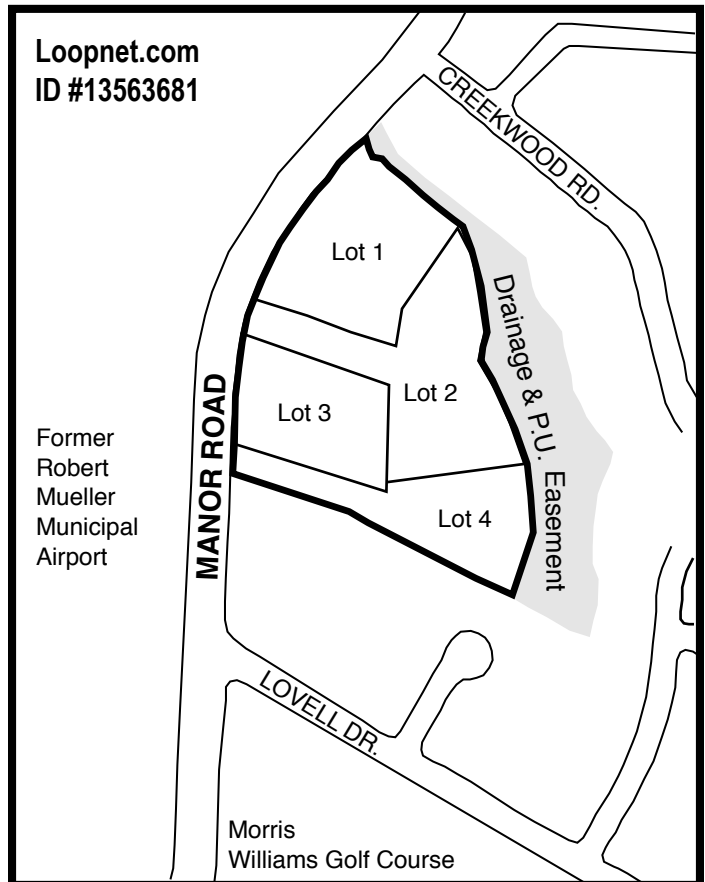 Loopnet.com
ID #13563681
CREEKWOOD RD.
Lot 1
Drainage & P.U. Easement
Lot 2
Lot 3
MANOR ROAD
Former
Robert
Mueller
Municipal
Airport
Lot 4
LOVELL DR.
Morris
Williams Golf Course